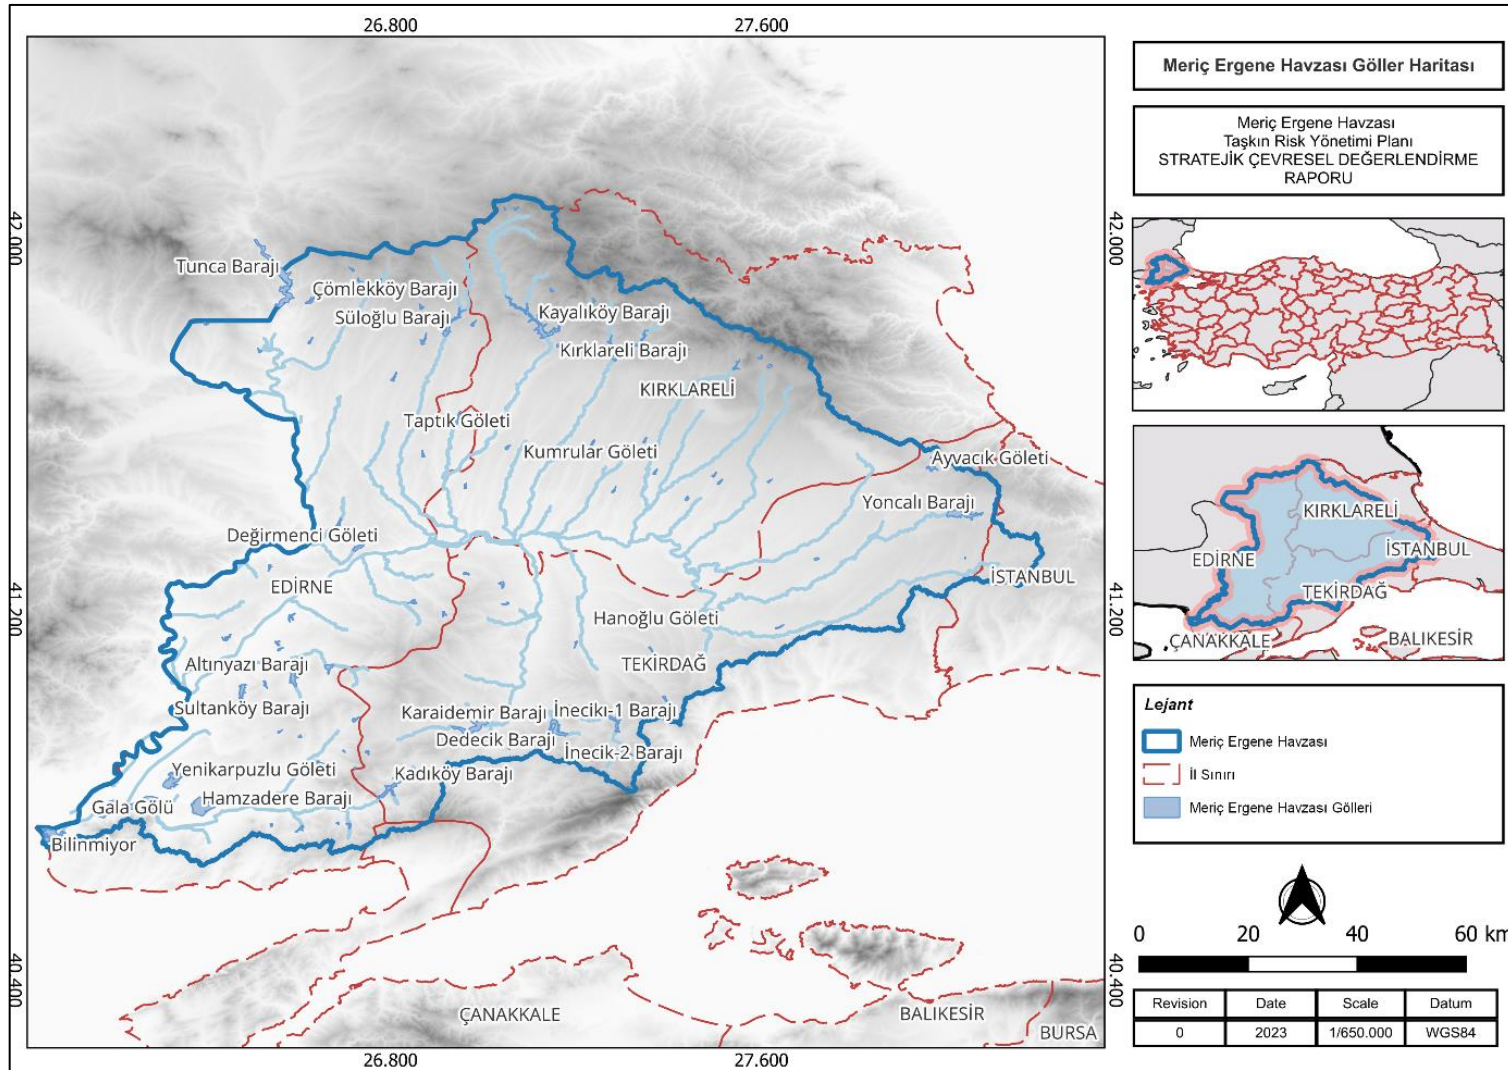 26.800
27.600
42.000
Tunca Barajı
Çömlekköy Barajı
Süloğlu Barajı
Kayalıköy Barajı
Kırklareli Barajı
KIRKLARELİ
Taptık Göleti
Kumrular Göleti
Ayvacık Göleti
Yoncalı Barajı
Değirmenci Göleti
EDİRNE
İSTANBUL
41.200
Hanoğlu Göleti
TEKİRDAĞ
Altınyazı Barajı
Sultanköy Barajı
Karaidemir Barajı
İnecikı-1 Barajı
Dedecik Barajı
İnecik-2 Barajı
Yenikarpuzlu Göleti
Kadıköy Barajı
Gala Gölü
Hamzadere Barajı
Bilinmiyor
40.400
ÇANAKKALE
BALIKESİR
BURSA
26.800
27.600
42.000
41.200
40.400
Meriç Ergene Havzası Göller Haritası
Meriç Ergene Havzası
Taşkın Risk Yönetimi Planı
STRATEJİK ÇEVRESEL DEĞERLENDİRME
RAPORU
KIRKLARELİ
İSTANBUL
EDİRNE
TEKİRDAĞ
ÇANAKKALE
BALIKESİR
Lejant
Meriç Ergene Havzası
İl Sınırı
Meriç Ergene Havzası Gölleri
0 20 40 60 km
Revision Date Scale Datum
0 2023 1/650.000 WGS84